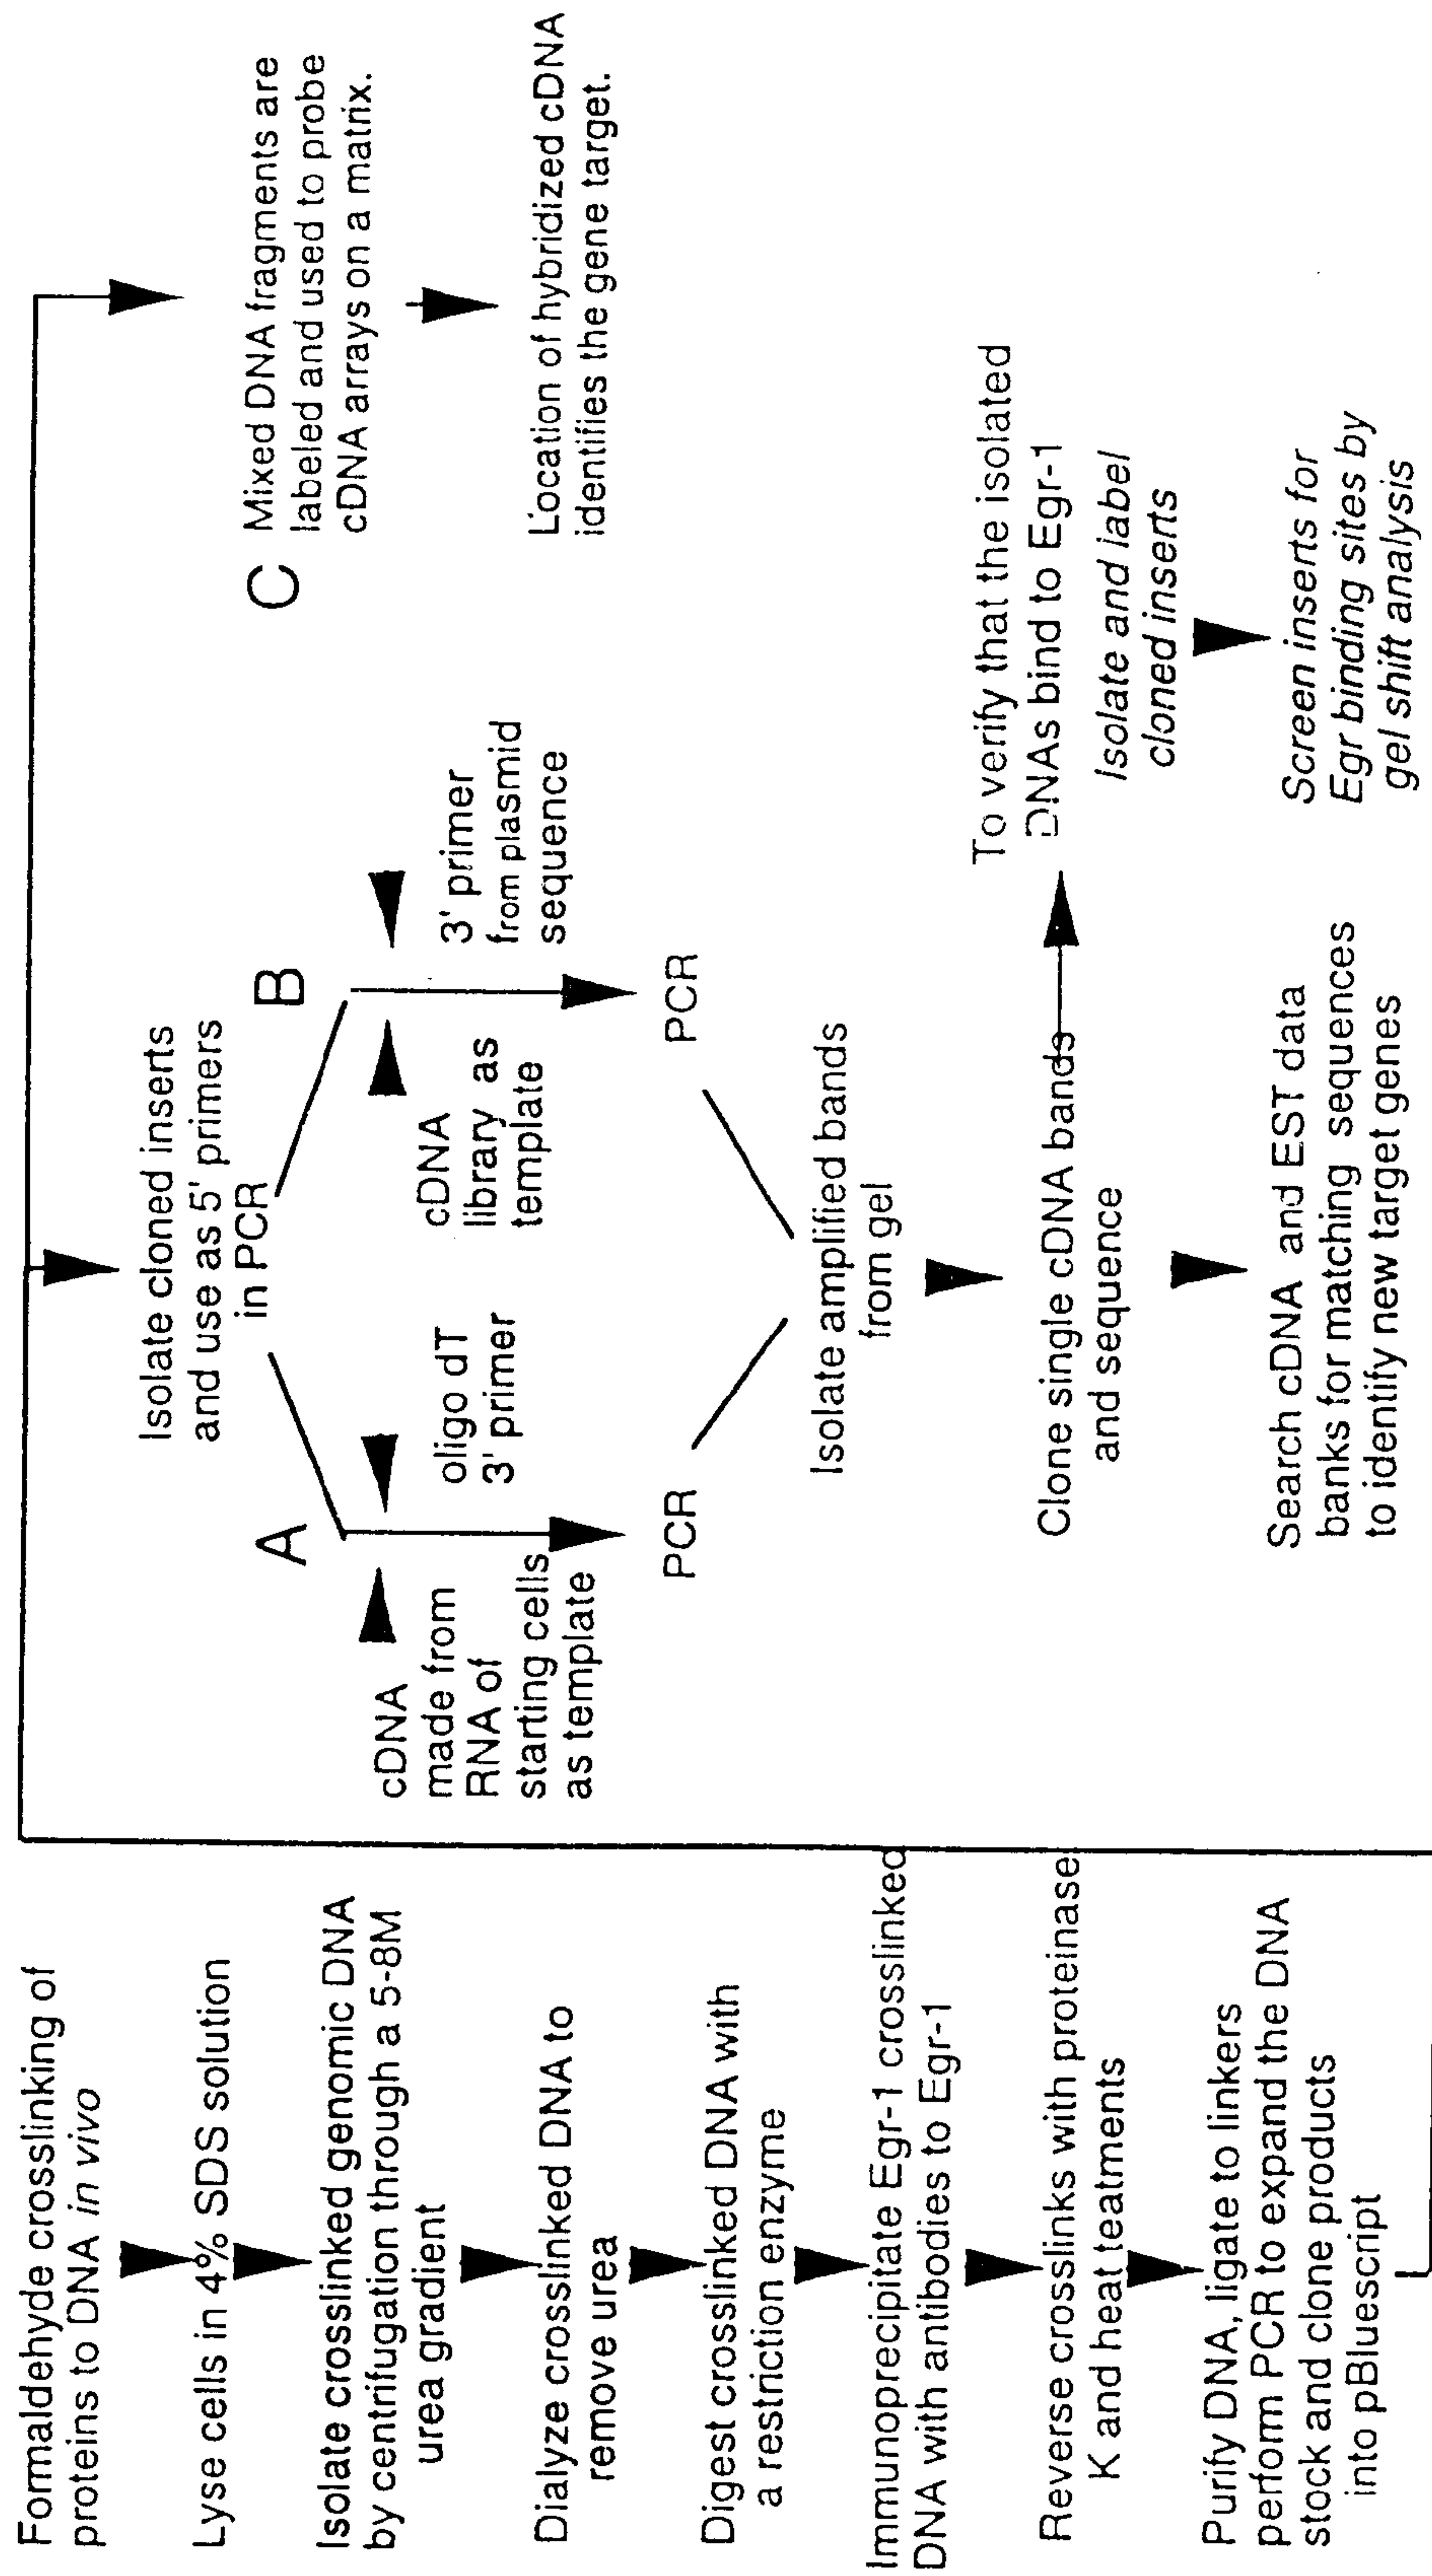 Formaldehyde crosslinking of
proteins to DNA in vivo
Lyse cells in 4% SDS solution
Isolate crosslinked genomic DNA
by centrifugation through a 5-8M
urea gradient
Dialyze crosslinked DNA to
remove urea
Digest crosslinked DNA with
a restriction enzyme
Immunoprecipitate Egr-1 crosslinked
DNA with antibodies to Egr-1
Reverse crosslinks with proteinase
K and heat teatments
Purify DNA, ligate to linkers
perform PCR to expand the DNA
stock and clone products
into pBluescript
Isolate cloned inserts
and use as 5' primers
in PCR
A
cDNA
made from
RNA of
starting cells
as template
oligo dT
3' primer
PCR
B
cDNA
library as
template
3' primer
from plasmid
sequence
PCR
Isolate amplified bands
from gel
Clone single cDNA bands
and sequence
Search cDNA and EST data
banks for matching sequences
to identify new target genes
To verify that the isolated
DNAs bind to Egr-1
Isolate and label
cloned inserts
Screen inserts for
Egr binding sites by
gel shift analysis
C
Mixed DNA fragments are
labeled and used to probe
cDNA arrays on a matrix.
Location of hybridized cDNA
identifies the gene target.